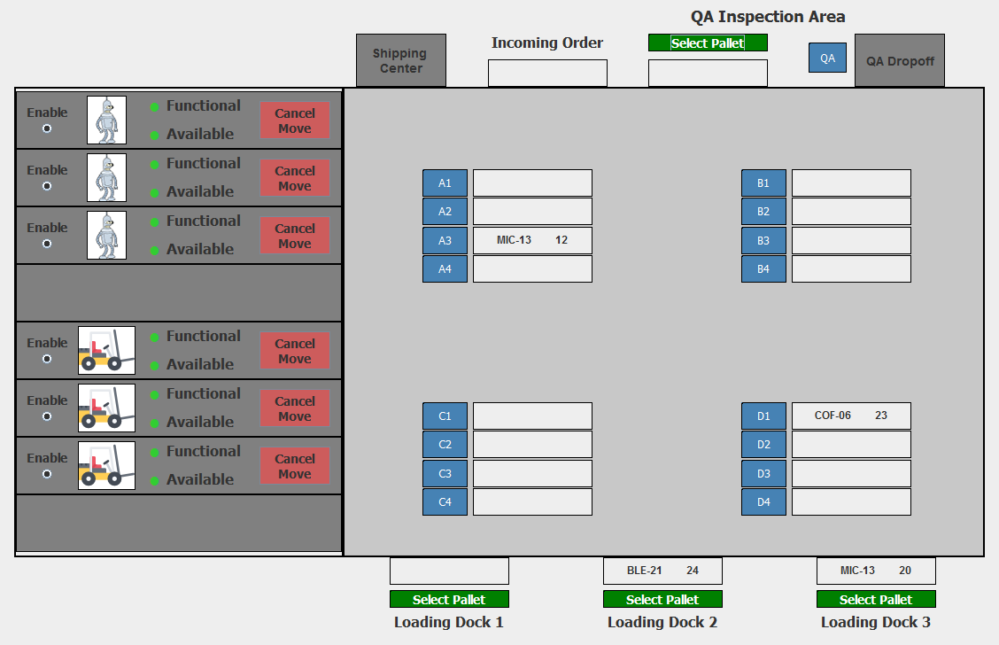 QA Inspection Area
Shipping
Center
Incoming Order
Select Pallet
QA
QA Dropoff
Enable
Functional
Available
Cancel
Move
Enable
Functional
Available
Cancel
Move
Enable
Functional
Available
Cancel
Move
Enable
Functional
Available
Cancel
Move
Enable
Functional
Available
Cancel
Move
Enable
Functional
Available
Cancel
Move
A1
A2
A3 MIC-13 12
A4
B1
B2
B3
B4
C1
C2
C3
C4
D1 COF-06 23
D2
D3
D4
Select Pallet
Loading Dock 1
BLE-21 24
Select Pallet
Loading Dock 2
MIC-13 20
Select Pallet
Loading Dock 3